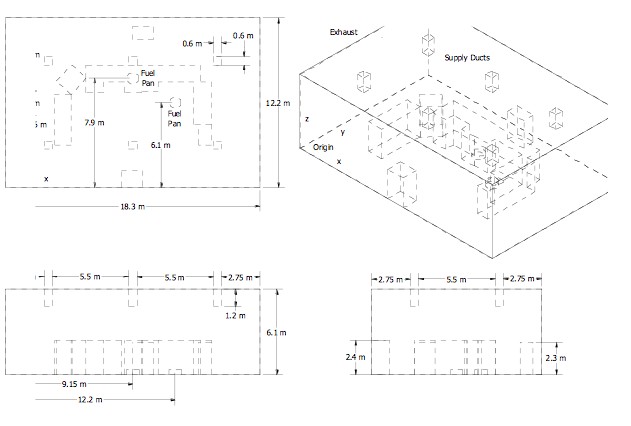 Exhaust
Supply Ducts
0.6 m
0.6 m
m
Fuel
Pan
m
Fuel
Pan
12.2 m
z
y
7.9 m
6.1 m
m
Origin
x
x
18.3 m
5.5 m
5.5 m
2.75 m
2.75 m
5.5 m
2.75 m
1.2 m
6.1 m
2.4 m
2.3 m
9.15 m
12.2 m